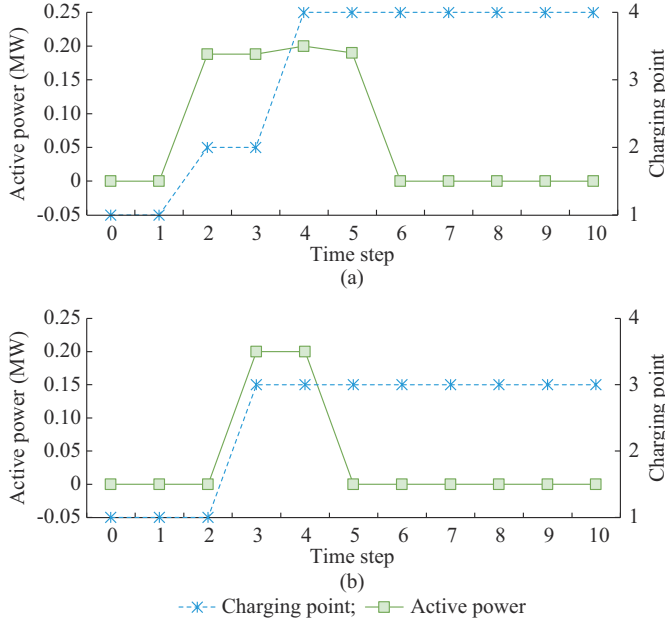 0.25
0.20
0.15
0.10
0.05
0
-0.05
Active power (MW)
4
3
2
1
Charging point
0 1 2 3 4 5 6 7 8 9 10
Time step
(a)
0.25
0.20
0.15
0.10
0.05
0
-0.05
Active power (MW)
4
3
2
1
Charging point
0 1 2 3 4 5 6 7 8 9 10
Time step
(b)
Charging point; Active power